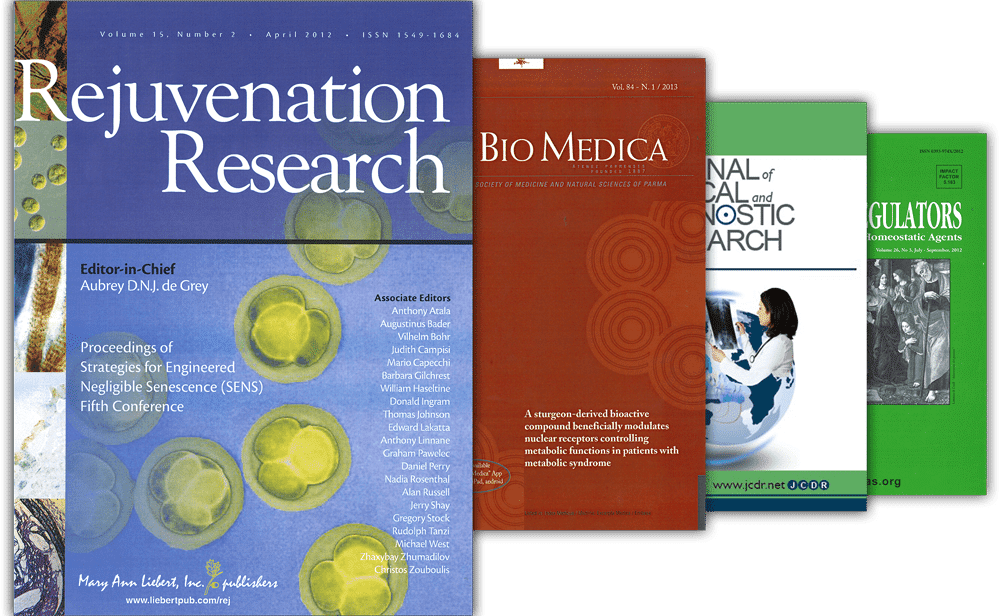 Volume 15, Number 2 • April 2012 • ISSN 1549-1684
Rejuvenation
Research
Editor-in-Chief
Aubrey D.N.J. de Grey
Proceedings of
Strategies for Engineered
Negligible Senescence (SENS)
Fifth Conference
Associate Editors
Anthony Atala
Augustinus Bader
Vilhelm Bohr
Judith Campisi
Mario Capecchi
Barbara Gilchrest
William Haseltine
Donald Ingram
Thomas Johnson
Edward Lakatta
Anthony Linnane
Graham Pawelec
Daniel Perry
Nadia Rosenthal
Alan Russell
Jerry Shay
Gregory Stock
Rudolph Tanzi
Michael West
Zhaxybay Zhumadilov
Christos Zouboulis
Mary Ann Liebert, Inc. publishers
www.liebertpub.com/rej
Vol. 84 - N. 1 / 2013
BIO MEDICA
FOUNDED 1887
SOCIETY OF MEDICINE AND NATURAL SCIENCES OF PARMA
A sturgeon-derived bioactive
compound beneficially modulates
nuclear receptors controlling
metabolic functions in patients with
metabolic syndrome
NAL of
CAL and
NOSTIC
ARCH
www.jcdr.net JCDR
IMPACT
FACTOR
GULATORS
Homeostatic Agents
Volume 26, No 3, July - September, 2012
as.org